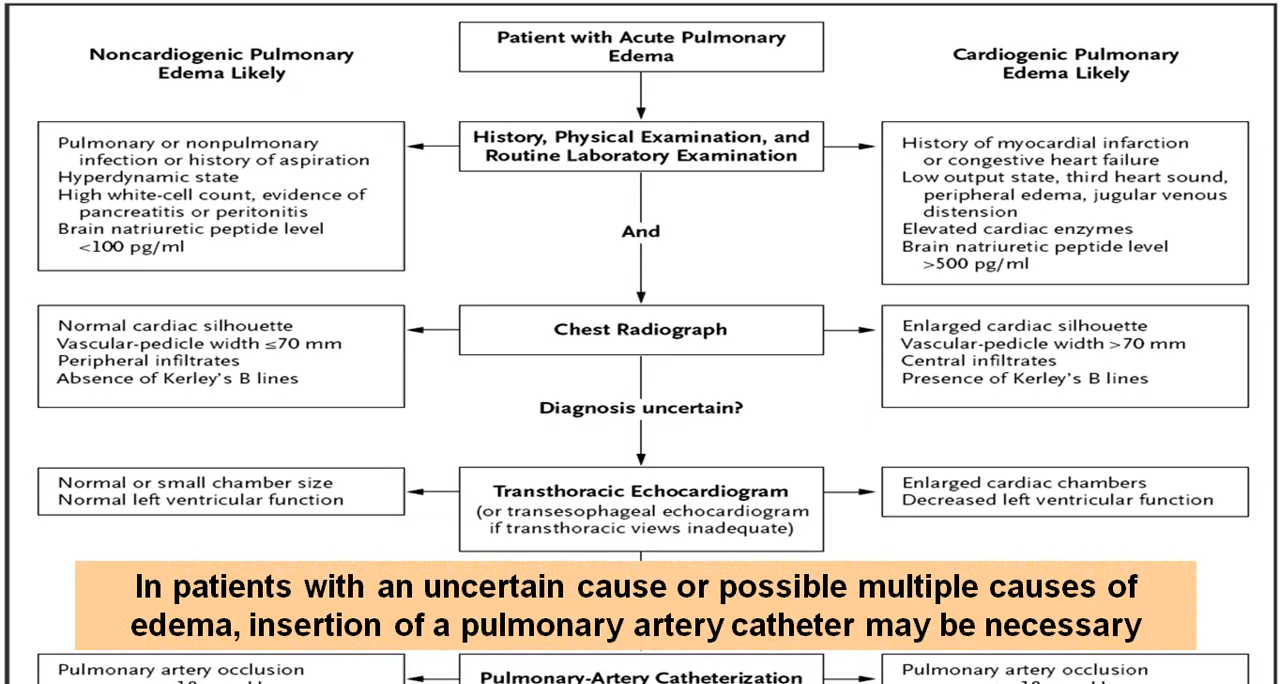 Noncardiogenic Pulmonary
Edema Likely
Patient with Acute Pulmonary
Edema
Cardiogenic Pulmonary
Edema Likely
Pulmonary or nonpulmonary
infection or history of aspiration
Hyperdynamic state
High white-cell count, evidence of
pancreatitis or peritonitis
Brain natriuretic peptide level
<100 pg/ml
History, Physical Examination, and
Routine Laboratory Examination
History of myocardial infarction
or congestive heart failure
Low output state, third heart sound,
peripheral edema, jugular venous
distension
Elevated cardiac enzymes
Brain natriuretic peptide level
>500 pg/ml
And
Normal cardiac silhouette
Vascular-pedicle width ≤70 mm
Peripheral infiltrates
Absence of Kerley's B lines
Chest Radiograph
Enlarged cardiac silhouette
Vascular-pedicle width >70 mm
Central infiltrates
Presence of Kerley's B lines
Diagnosis uncertain?
Normal or small chamber size
Normal left ventricular function
Transthoracic Echocardiogram
(or transesophageal echocardiogram
if transthoracic views inadequate)
Enlarged cardiac chambers
Decreased left ventricular function
In patients with an uncertain cause or possible multiple causes of
edema, insertion of a pulmonary artery catheter may be necessary
Pulmonary artery occlusion
Pulmonary-Artery Catheterization
Pulmonary artery occlusion